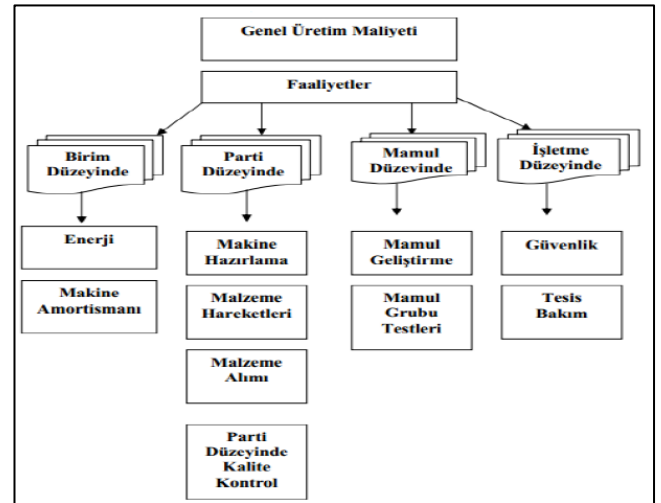 Genel Üretim Maliyeti
Faaliyetler
Birim
Düzeyinde
Parti
Düzeyinde
Mamul
Düzevinde
İşletme
Düzeyinde
Enerji
Makine
Amortismanı
Makine
Hazırlama
Malzeme
Hareketleri
Malzeme
Alımı
Parti
Düzeyinde
Kalite
Kontrol
Mamul
Geliştirme
Mamul
Grubu
Testleri
Güvenlik
Tesis
Bakım